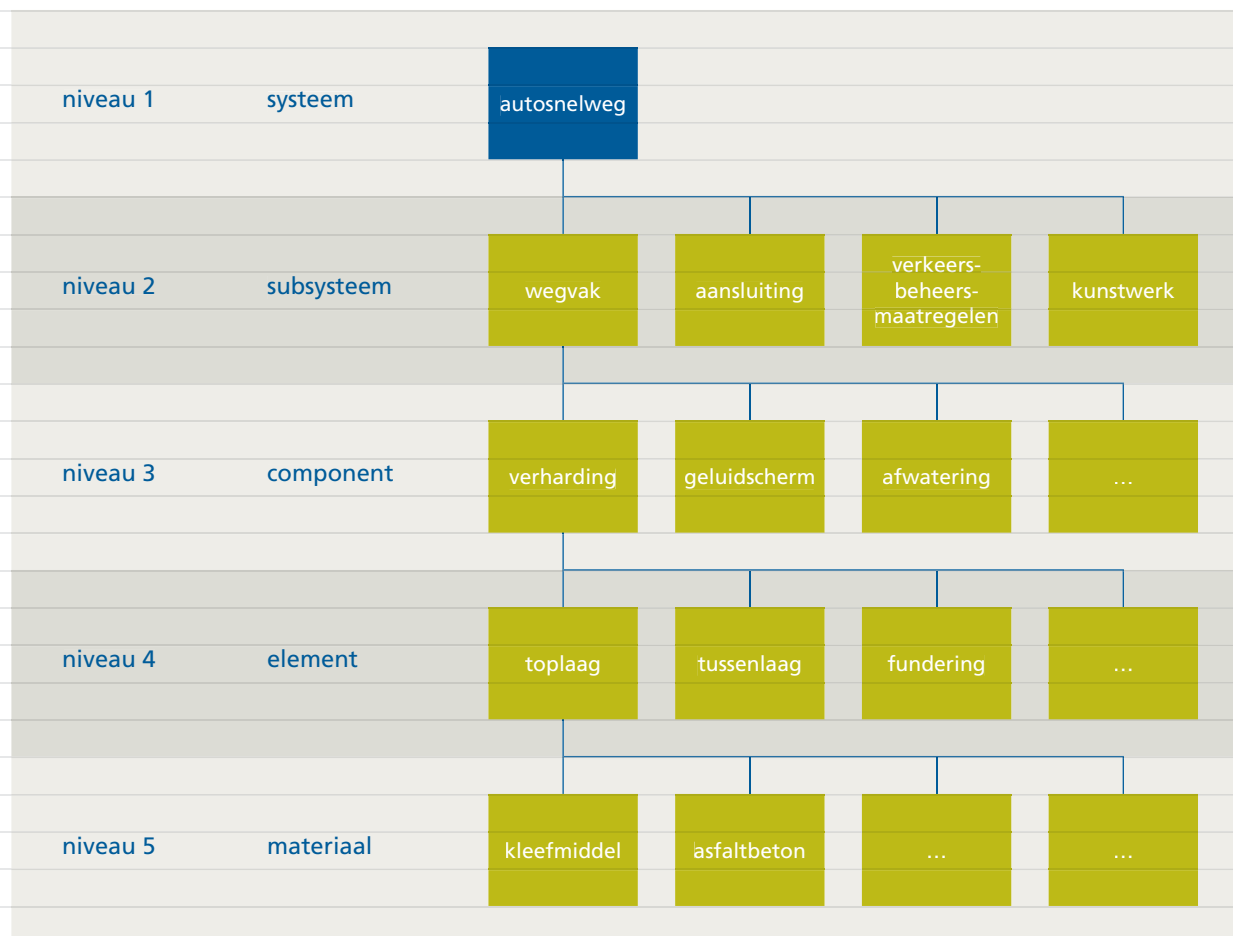 niveau 1 systeem autosnelweg
niveau 2 subsysteem wegvak aansluiting verkeers-
beheers-
maatregelen kunstwerk
niveau 3 component verharding geluidscherm afwatering …
niveau 4 element toplaag tussenlaag fundering …
niveau 5 materiaal kleefmiddel asfaltbeton … …